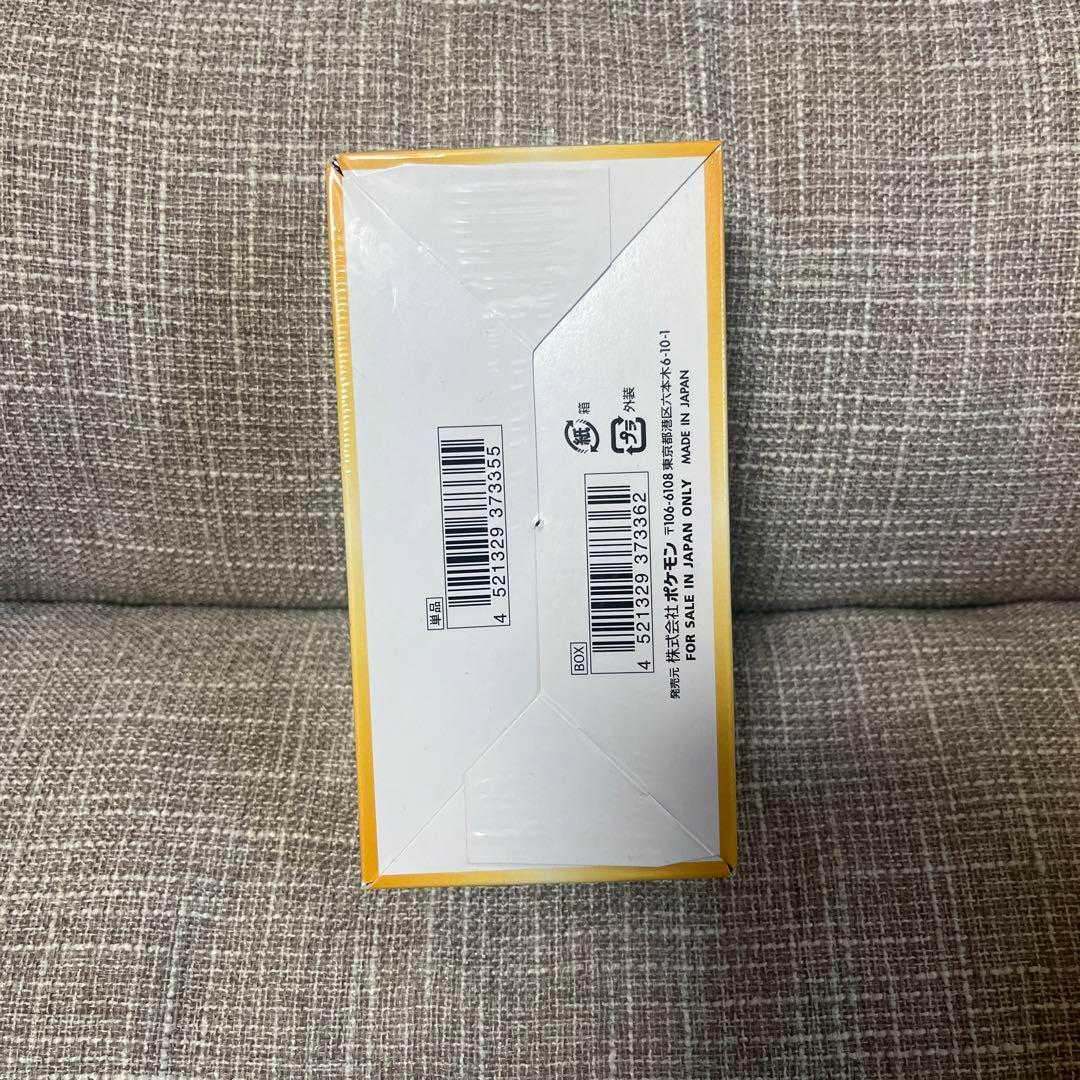 単品
4 521329 373355
BOX
4 521329 373362
紙 箱
プラ 外装
発売元 株式会社 ポケモン 〒106-6108 東京都港区六本木6-10-1
FOR SALE IN JAPAN ONLY MADE IN JAPAN